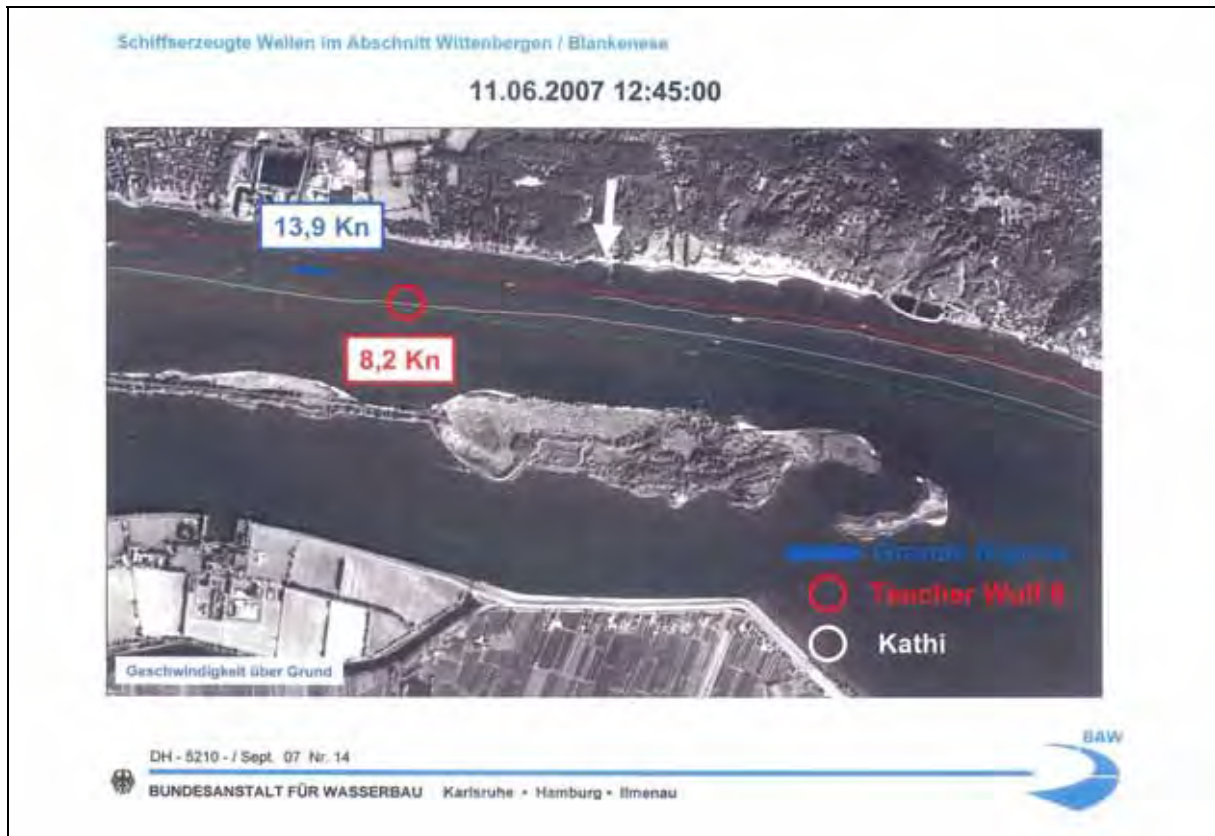 Schiffserzeugte Wellen im Abschnitt Wittenbergen / Blankenese
11.06.2007 12:45:00
13,9 Kn
8,2 Kn
Taucher Wulf
Kathi
Geschwindigkeit über Grund
BAW
DH - 5210 - / Sept. 07 Nr. 14
BUNDESANSTALT FÜR WASSERBAU Karlsruhe • Hamburg • Ilmenau